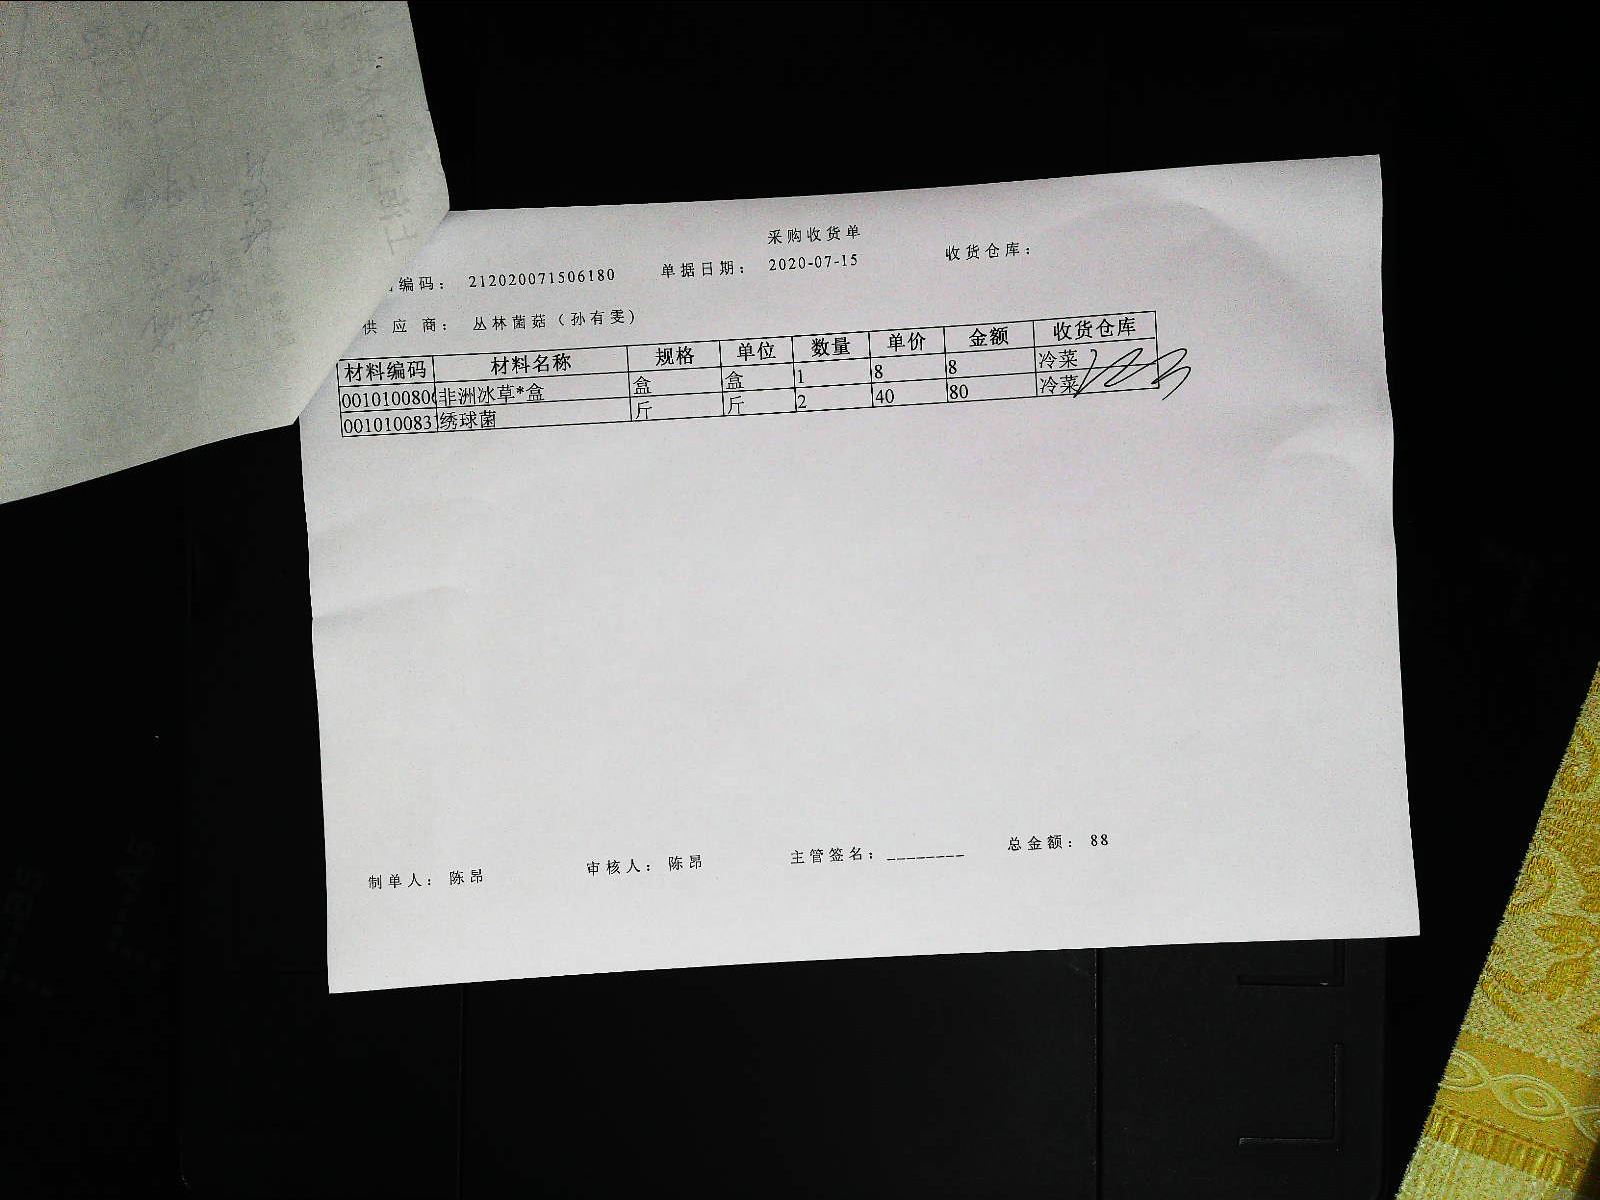 采购收货单
编码： 212020071506180 单据日期： 2020-07-15 收货仓库：
供应商： 丛林菌菇（孙有雯）
材料编码 材料名称 规格 单位 数量 单价 金额 收货仓库
001010080 非洲冰草*盒 盒 盒 1 8 8 冷菜
001010083 绣球菌 斤 斤 2 40 80 冷菜
制单人： 陈昂 审核人： 陈昂 主管签名：________ 总金额： 88